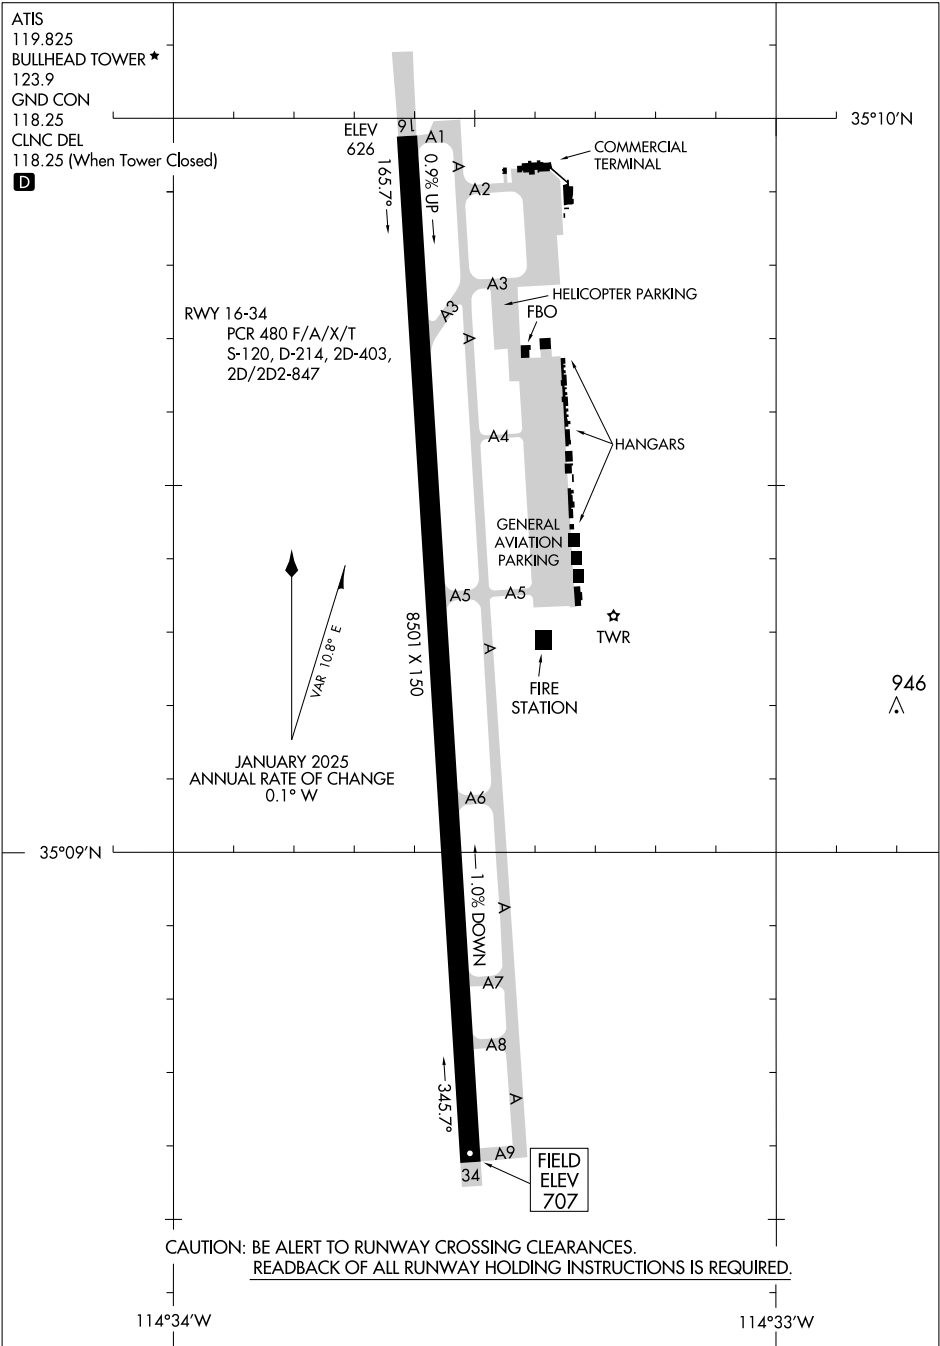 ATIS
119.825
BULLHEAD TOWER ★
123.9
GND CON
118.25
CLNC DEL
118.25 (When Tower Closed)
D
35°10'N
ELEV
626
16
A1
A
165.7°
0.9% UP
A2
COMMERCIAL
TERMINAL
A3
A3
A
HELICOPTER PARKING
FBO
RWY 16-34
PCR 480 F/A/X/T
S-120, D-214, 2D-403,
2D/2D2-847
A4
HANGARS
GENERAL
AVIATION
PARKING
A5
A5
TWR
8501 X 150
A
VAR 10.8° E
FIRE
STATION
946
JANUARY 2025
ANNUAL RATE OF CHANGE
0.1° W
A6
35°09'N
1.0% DOWN
A
A7
A8
345.7°
A
A9
34
FIELD
ELEV
707
CAUTION: BE ALERT TO RUNWAY CROSSING CLEARANCES.
READBACK OF ALL RUNWAY HOLDING INSTRUCTIONS IS REQUIRED.
114°34'W
114°33'W